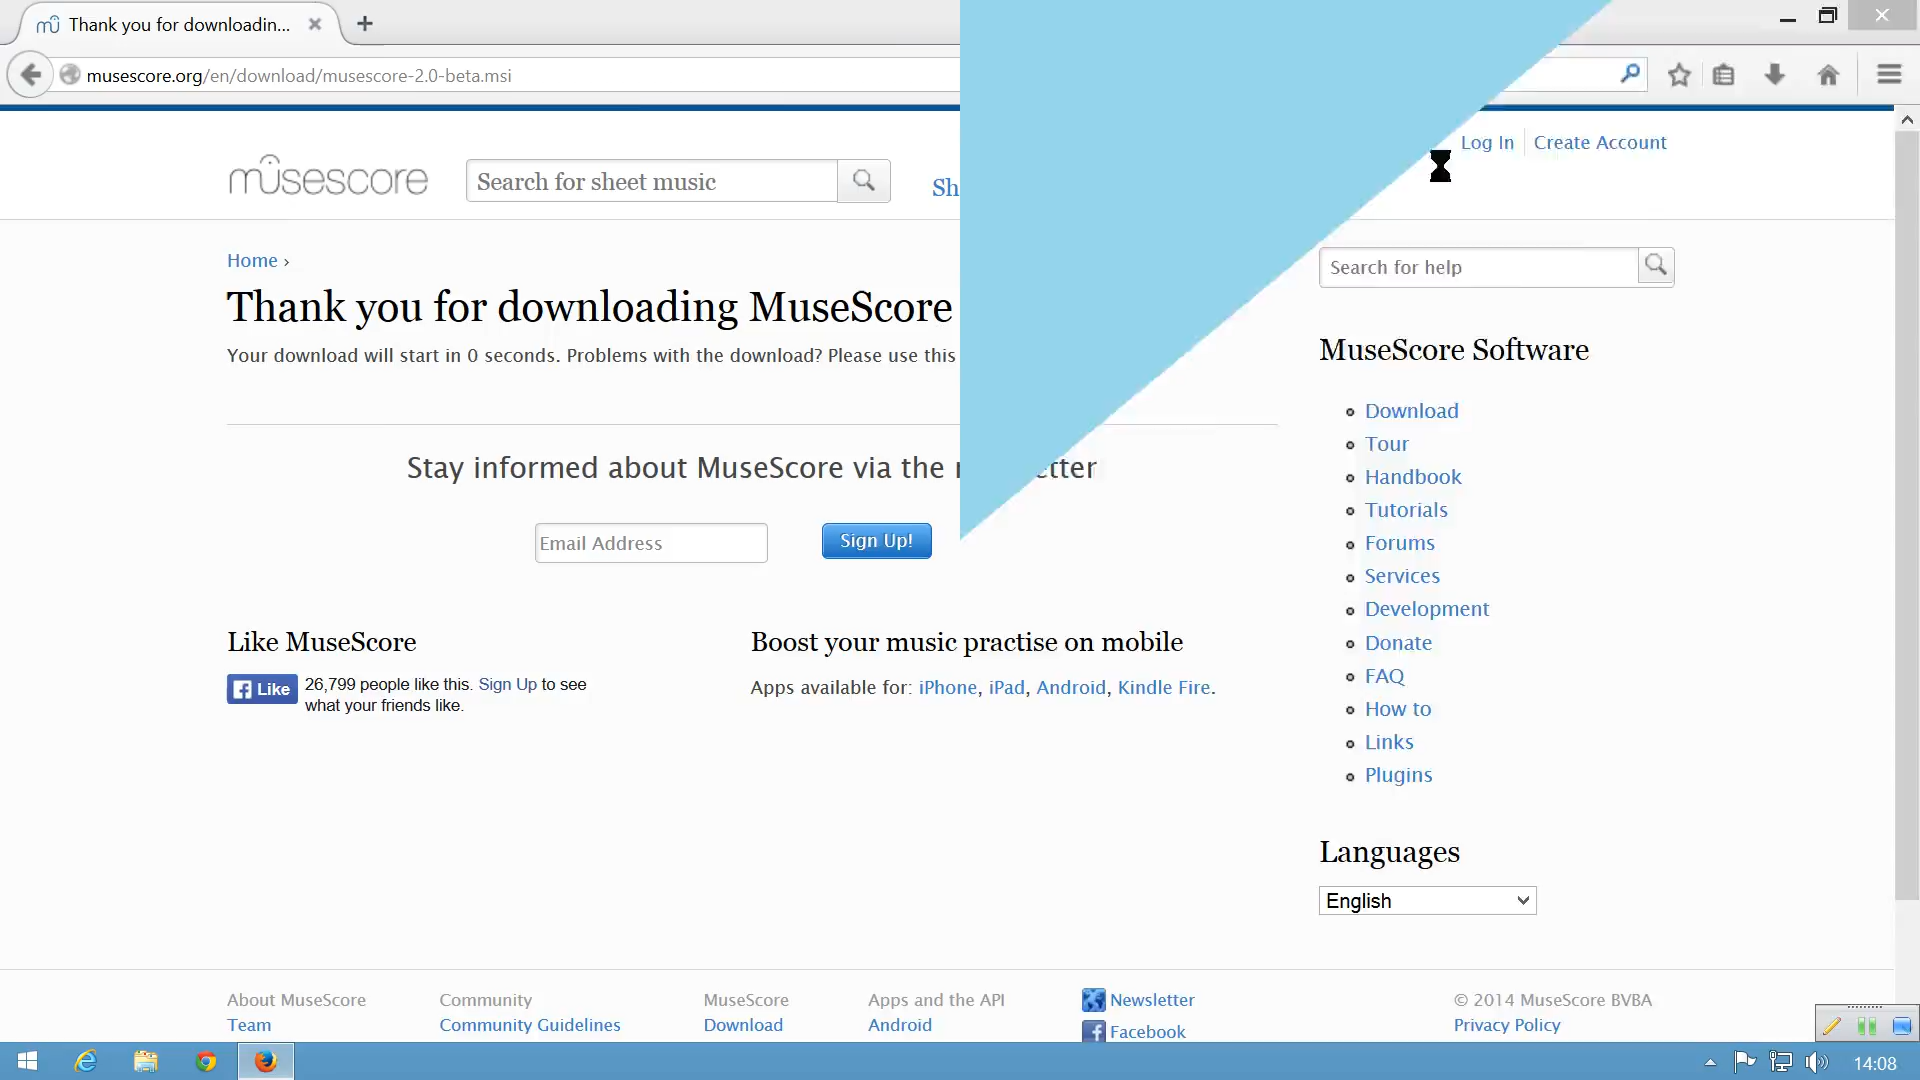 Thank you for downloadin...
musescore.org/en/download/musescore-2.0-beta.msi
Log In
Create Account
musescore
Search for sheet music
Sh
Home ›
Thank you for downloading MuseScore
Your download will start in 0 seconds. Problems with the download? Please use this
Stay informed about MuseScore via the
Email Address
Sign Up!
Like MuseScore
Like
26,799 people like this. Sign Up to see
what your friends like.
Boost your music practise on mobile
Apps available for: iPhone, iPad, Android, Kindle Fire.
Search for help
MuseScore Software
Download
Tour
Handbook
Tutorials
Forums
Services
Development
Donate
FAQ
How to
Links
Plugins
Languages
English
About MuseScore
Team
Community
Community Guidelines
MuseScore
Download
Apps and the API
Android
Newsletter
Facebook
© 2014 MuseScore BVBA
Privacy Policy
14:08